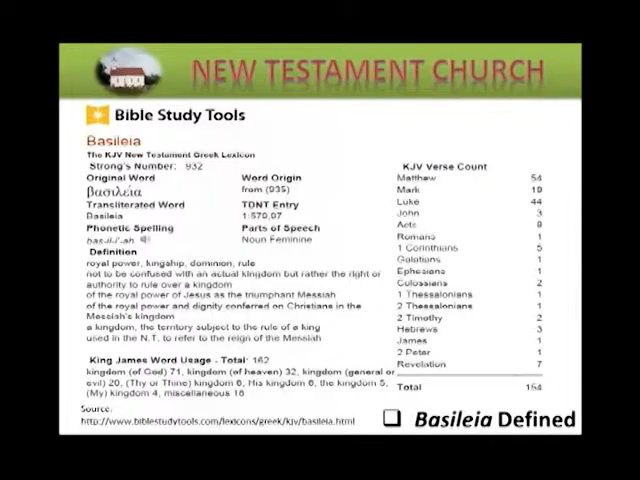 NEW TESTAMENT CHURCH
Bible Study Tools
Basileia
The KJV New Testament Greek Lexicon
Strong's Number: 932
Original Word Word Origin
βασιλεία from (935)
Transliterated Word TDNT Entry
Basileia 1:579,97
Phonetic Spelling Parts of Speech
bas-il-i'-ah Noun Feminine
Definition
royal power, kingship, dominion, rule
not to be confused with an actual kingdom but rather the right or
authority to rule over a kingdom
of the royal power of Jesus as the triumphant Messiah
of the royal power and dignity conferred on Christians in the
Messiah's kingdom
a kingdom, the territory subject to the rule of a king
used in the N.T. to refer to the reign of the Messiah
King James Word Usage - Total: 162
kingdom (of God) 71, kingdom (of heaven) 32, kingdom (general or
evil) 20, (Thy or Thine) kingdom 6, His kingdom 6, the kingdom 5,
(My) kingdom 4, miscellaneous 18
KJV Verse Count
Matthew 54
Mark 19
Luke 44
John 3
Acts 8
Romans 1
1 Corinthians 5
Galatians 1
Ephesians 1
Colossians 2
1 Thessalonians 1
2 Thessalonians 1
2 Timothy 2
Hebrews 3
James 1
2 Peter 1
Revelation 7
Total 154
Source:
http://www.biblestudytools.com/lexicons/greek/kjv/basileia.html
Basileia Defined